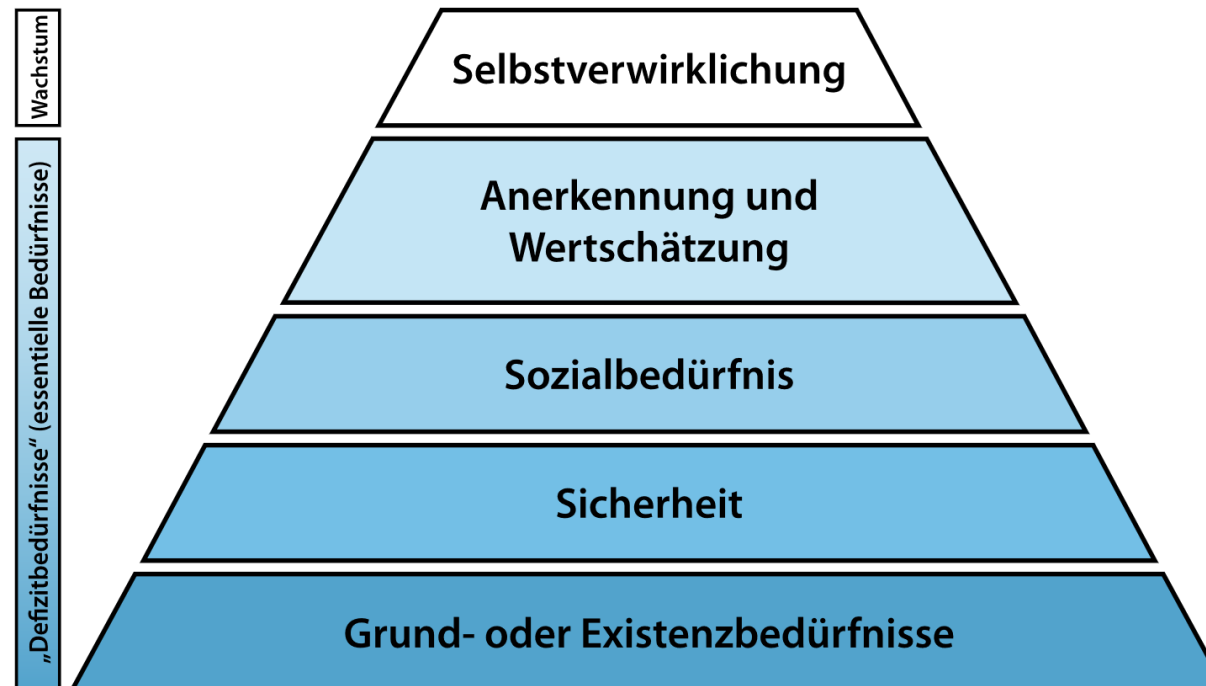 Wachstum
Selbstverwirklichung
„Defizitbedürfnisse“ (essentielle Bedürfnisse)
Anerkennung und
Wertschätzung
Sozialbedürfnis
Sicherheit
Grund- oder Existenzbedürfnisse